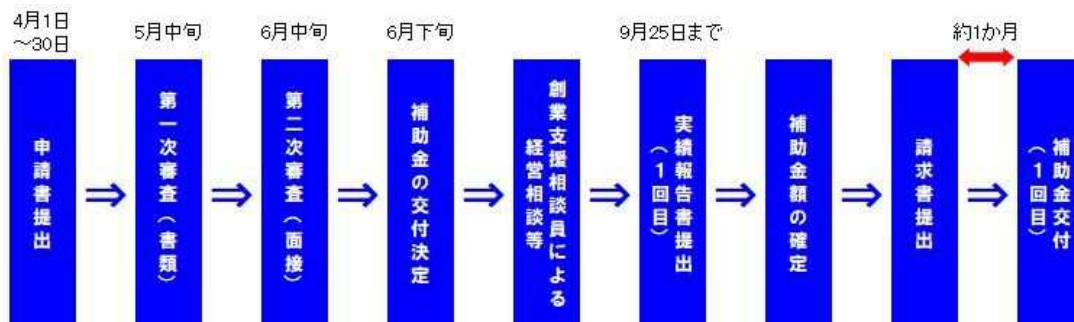 4月1日
～30日
5月中旬
6月中旬
6月下旬
9月25日まで
約1か月
申請書提出
第一次審査（書類）
第二次審査（面接）
補助金の交付決定
創業支援相談員による
経営相談等
実績報告書提出
（1回目）
補助金額の確定
請求書提出
補助金交付
（1回目）